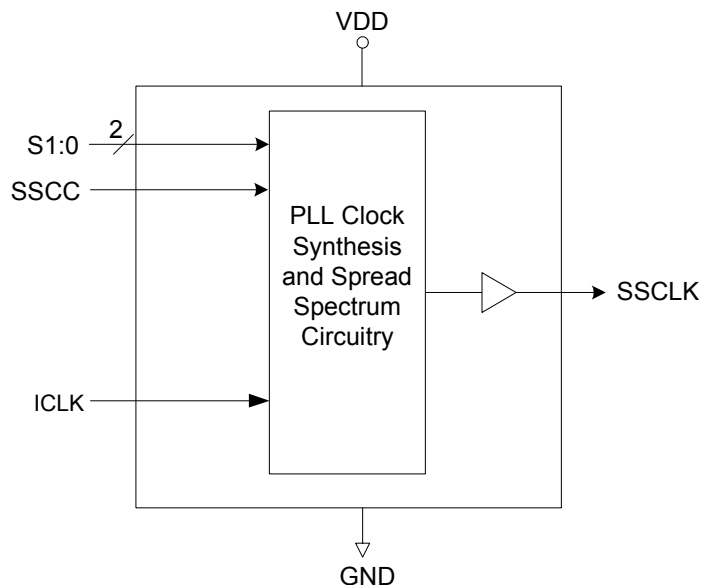 VDD
2
S1:0
SSCC
PLL Clock
Synthesis
and Spread
Spectrum
Circuitry
SSCLK
ICLK
GND